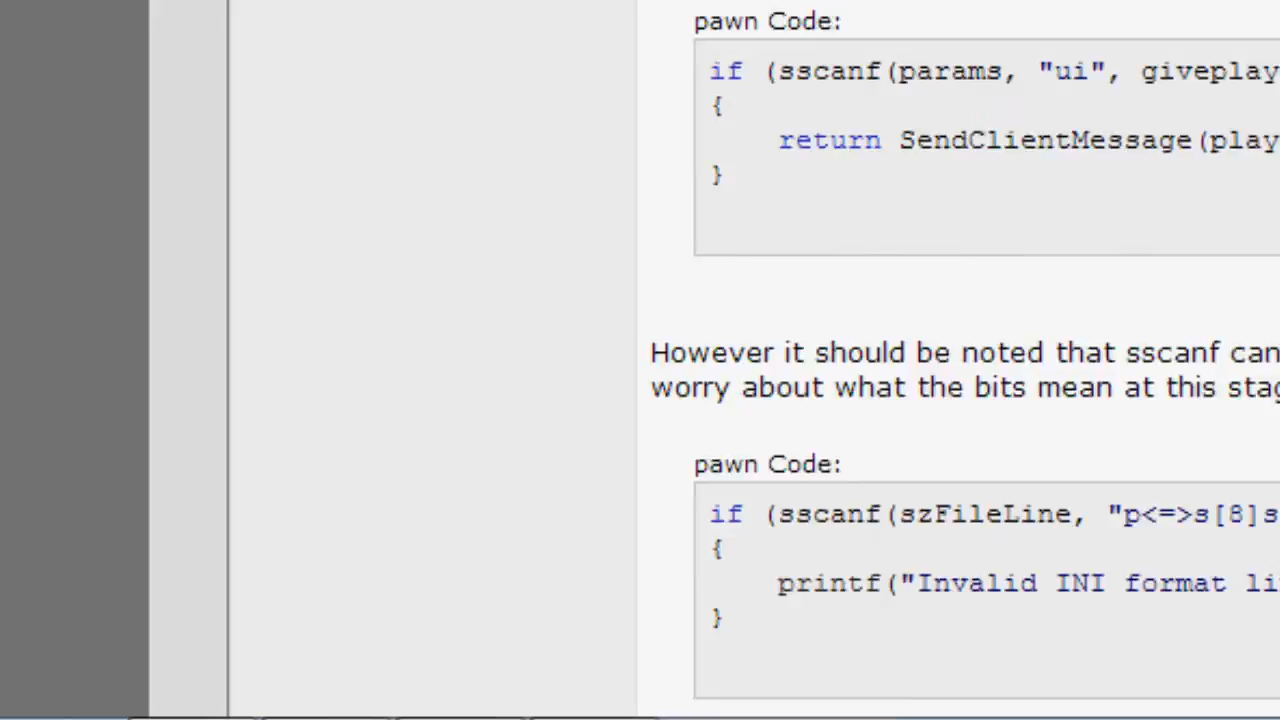 pawn Code:
if (sscanf(params, "ui", giveplay
{
return SendClientMessage(play
}
However it should be noted that sscanf can
worry about what the bits mean at this stag
pawn Code:
if (sscanf(szFileLine, "p<=>s[8]s
{
printf("Invalid INI format li
}